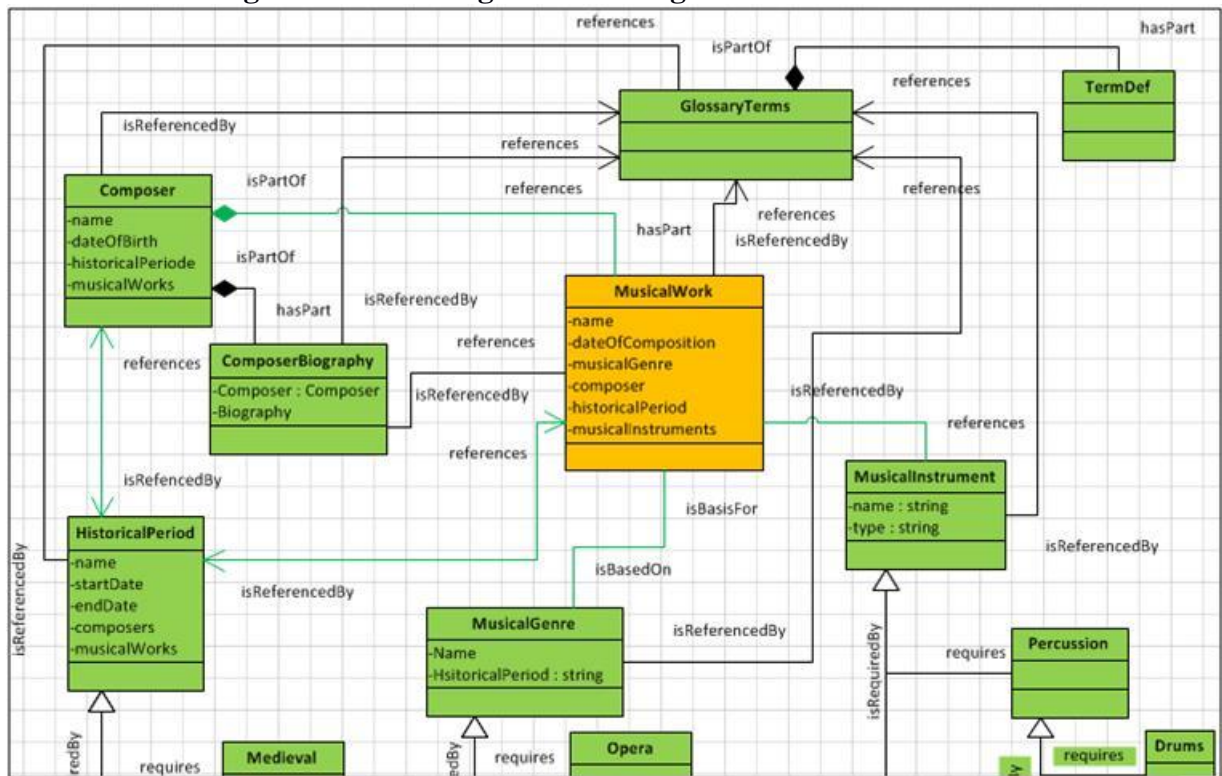 references
hasPart
isPartOf
references
TermDef
GlossaryTerms
isReferencedBy
references
Composer
isPartOf
references
references
-name
-dateOfBirth
-historicalPeriode
-musicalWorks
hasPart
references
isReferencedBy
isPartOf
MusicalWork
isReferencedBy
hasPart
-name
-dateOfComposition
-musicalGenre
-composer
-historicalPeriod
-musicalInstruments
references
references
ComposerBiography
-Composer : Composer
-Biography
isReferencedBy
isReferencedBy
references
references
isRefencedBy
MusicalInstrument
-name : string
-type : string
isBasisFor
HistoricalPeriod
-name
-startDate
-endDate
-composers
-musicalWorks
isReferencedBy
isBasedOn
isReferencedBy
isReferencedBy
MusicalGenre
-Name
-HsitoricalPeriod : string
isReferencedBy
isRequiredBy
requires
Percussion
redBy
requires
Medieval
edBy
requires
Opera
requires
Drums